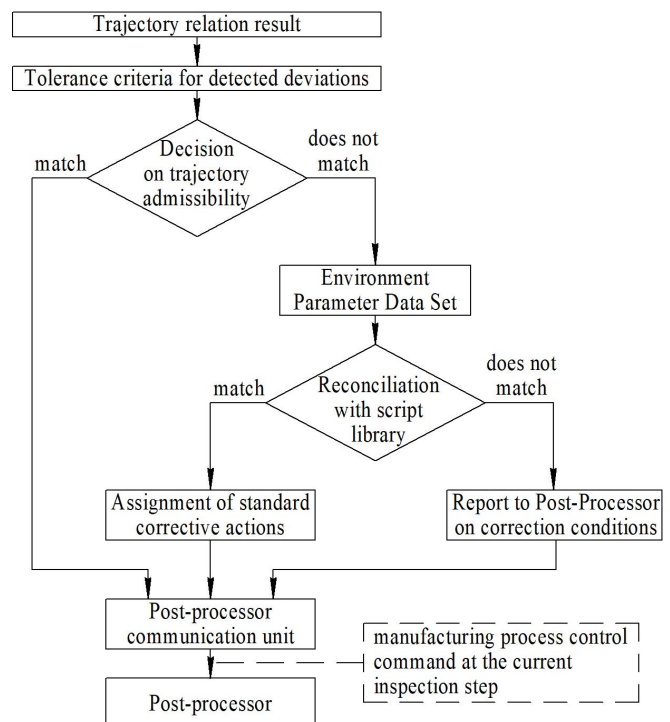 Trajectory relation result
Tolerance criteria for detected deviations
Decision
on trajectory
admissibility
match
does not
match
Environment
Parameter Data Set
Reconciliation
with script
library
match
does not
match
Assignment of standard
corrective actions
Report to Post-Processor
on correction conditions
Post-processor
communication unit
manufacturing process control
command at the current
inspection step
Post-processor